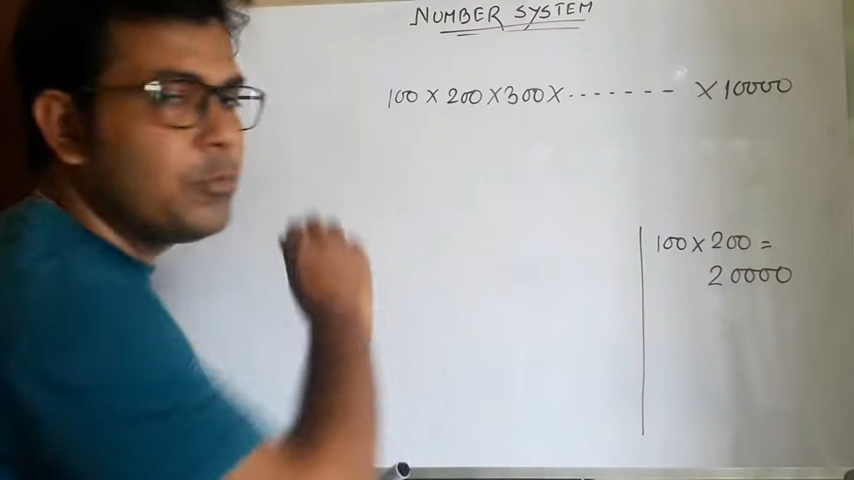 NUMBER SYSTEM
100 X 200 X 300 X ....... X 10000
100 X 200 =
20000